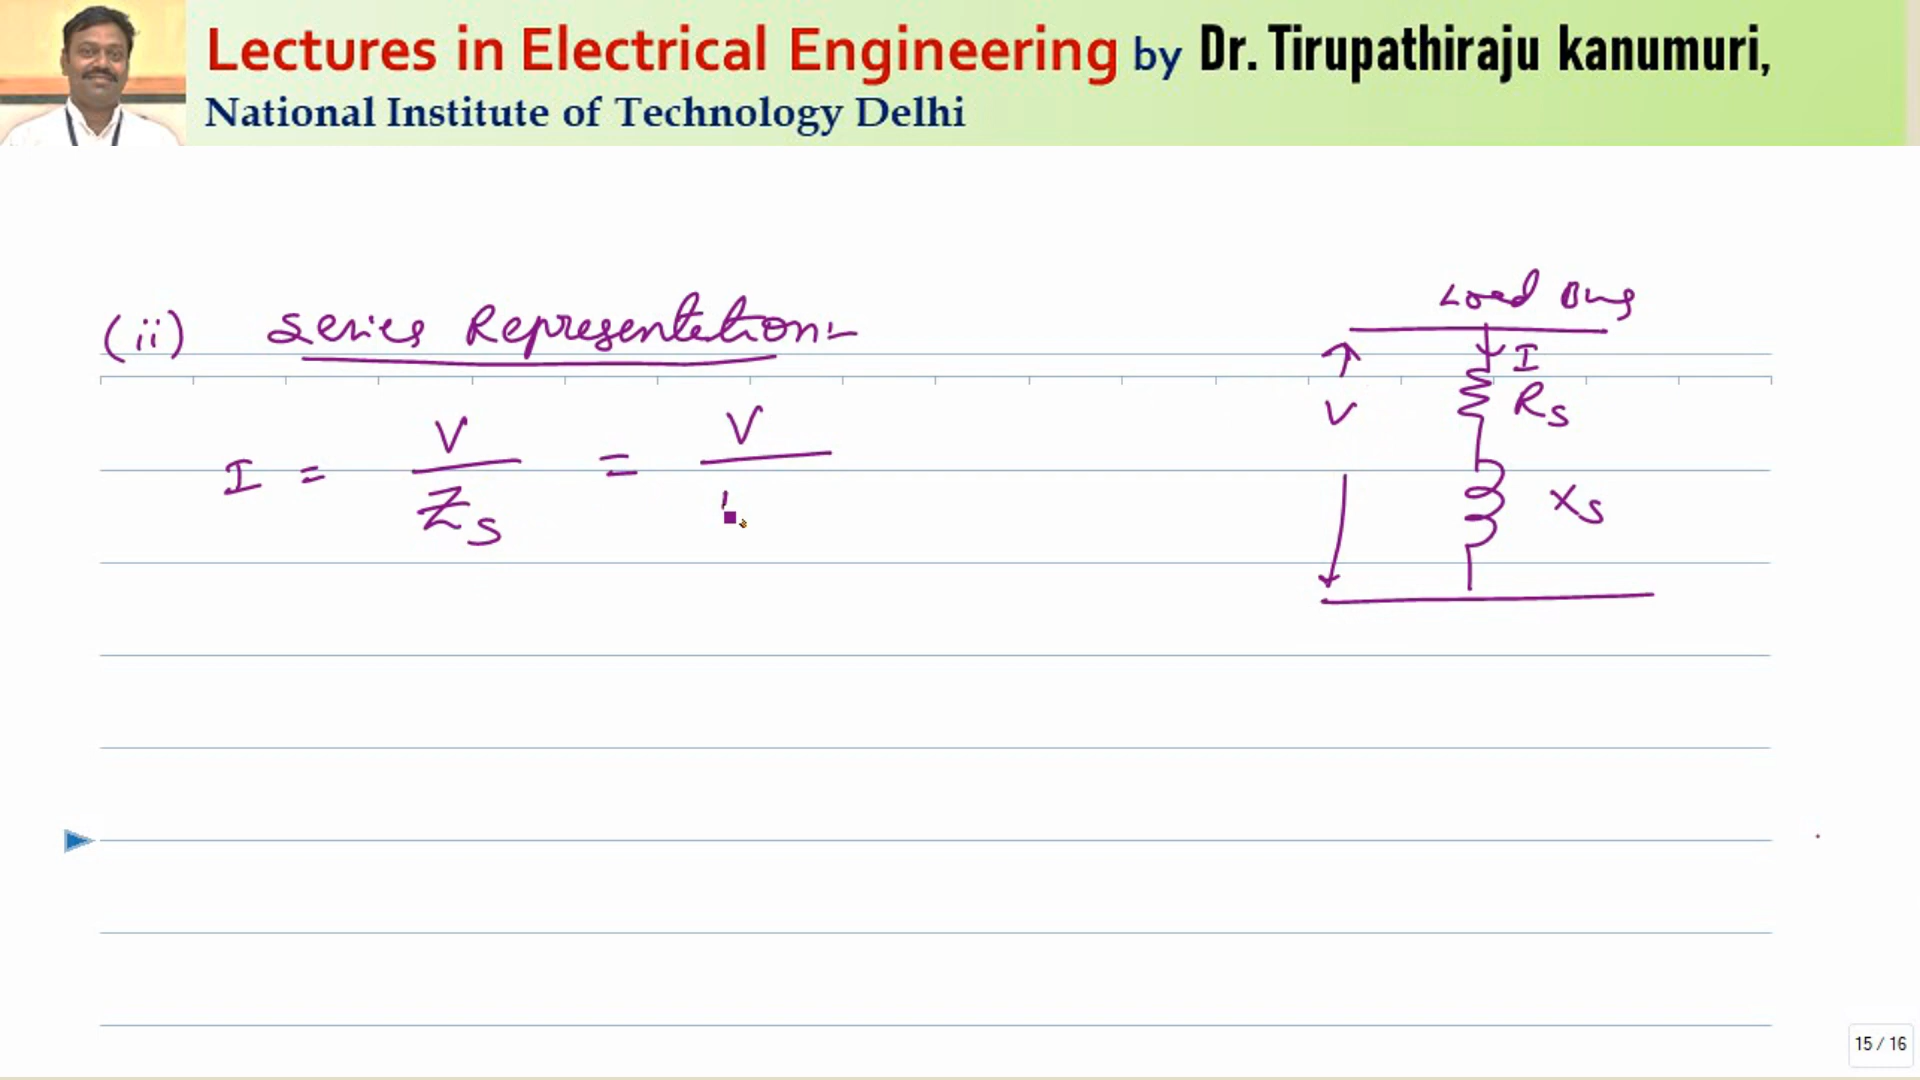 Lectures in Electrical Engineering by Dr. Tirupathiraju kanumuri,
National Institute of Technology Delhi
Load Bus
(ii) Series Representation:-
I
V
Rs
I = V/Zs = V/
Xs
15 / 16